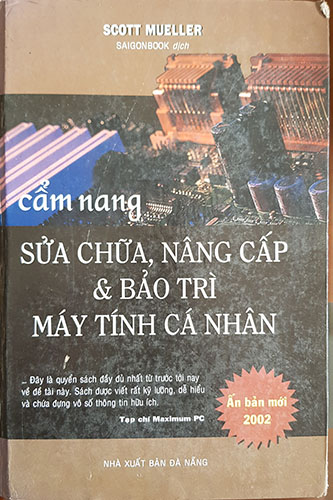 SCOTT MUELLER
SAIGONBOOK dịch
cẩm nang
SỬA CHỮA, NÂNG CẤP
& BẢO TRÌ
MÁY TÍNH CÁ NHÂN
... Đây là quyển sách đầy đủ nhất từ trước tới nay
về đề tài này. Sách được viết rất kỹ lưỡng, dễ hiểu
và chứa đựng vô số thông tin hữu ích.
Tạp chí Maximum PC
Ấn bản mới
2002
NHÀ XUẤT BẢN ĐÀ NẴNG